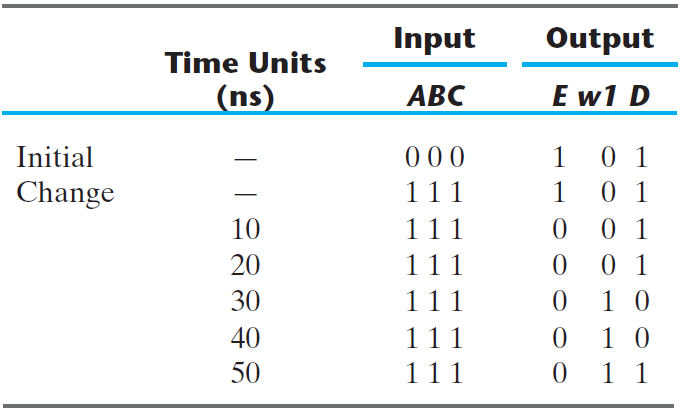 Input Output
Time Units
(ns) ABC E w1 D
Initial – 0 0 0 1 0 1
Change – 1 1 1 1 0 1
10 1 1 1 0 0 1
20 1 1 1 0 0 1
30 1 1 1 0 1 0
40 1 1 1 0 1 0
50 1 1 1 0 1 1